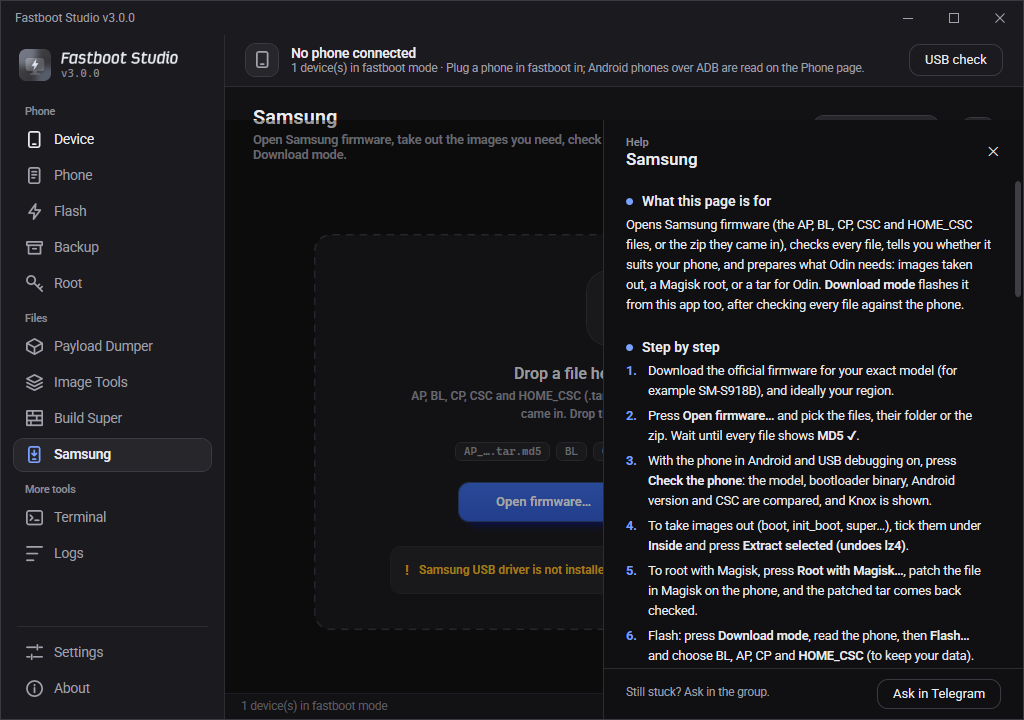 Fastboot Studio v3.0.0
Fastboot Studio
v3.0.0
Phone
Device
Phone
Flash
Backup
Root
Files
Payload Dumper
Image Tools
Build Super
Samsung
More tools
Terminal
Logs
Settings
About
No phone connected
1 device(s) in fastboot mode · Plug a phone in fastboot in; Android phones over ADB are read on the Phone page.
USB check
Samsung
Open Samsung firmware, take out the images you need, check
Download mode.
Drop a file he
AP, BL, CP, CSC and HOME_CSC (.tar
came in. Drop t
AP_….tar.md5
BL
Open firmware…
! Samsung USB driver is not installe
1 device(s) in fastboot mode
Help
Samsung
What this page is for
Opens Samsung firmware (the AP, BL, CP, CSC and HOME_CSC
files, or the zip they came in), checks every file, tells you whether it
suits your phone, and prepares what Odin needs: images taken
out, a Magisk root, or a tar for Odin. Download mode flashes it
from this app too, after checking every file against the phone.
Step by step
1. Download the official firmware for your exact model (for
example SM-S918B), and ideally your region.
2. Press Open firmware… and pick the files, their folder or the
zip. Wait until every file shows MD5 ✓.
3. With the phone in Android and USB debugging on, press
Check the phone: the model, bootloader binary, Android
version and CSC are compared, and Knox is shown.
4. To take images out (boot, init_boot, super…), tick them under
Inside and press Extract selected (undoes lz4).
5. To root with Magisk, press Root with Magisk…, patch the file
in Magisk on the phone, and the patched tar comes back
checked.
6. Flash: press Download mode, read the phone, then Flash…
and choose BL, AP, CP and HOME_CSC (to keep your data).
Still stuck? Ask in the group.
Ask in Telegram